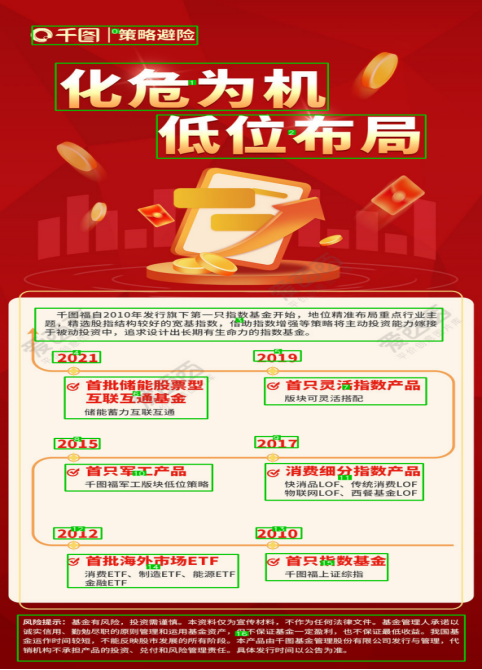 千图 | 策略避险
化危为机
低位布局
千图福自2010年发行旗下第一只指数基金开始，地位精准布局重点行业主
题，精选股指结构较好的宽基指数，借助指数增强等策略将主动投资能力嫁接
于被动投资中，追求设计出长期有生命力的指数基金。
2021
首批储能股票型
互联互通基金
储能蓄力互联互通
2019
首只灵活指数产品
版块可灵活搭配
2015
首只军工产品
千图福军工版块低位策略
2017
消费细分指数产品
快消品LOF、传统消费LOF
物联网LOF、西餐基金LOF
2012
首批海外市场ETF
消费ETF、制造ETF、能源ETF
金融ETF
2010
首只指数基金
千图福上证综指
风险提示：基金有风险，投资需谨慎。本资料仅为宣传材料，不作为任何法律文件。基金管理人承诺以
诚实信用、勤勉尽职的原则管理和运用基金资产，不保证基金一定盈利，也不保证最低收益。我国基
金运作时间较短，不能反映股市发展的所有阶段。本产品由千图基金管理股份有限公司发行与管理，代
销机构不承担产品的投资、兑付和风险管理责任。具体发行时间以公告为准。